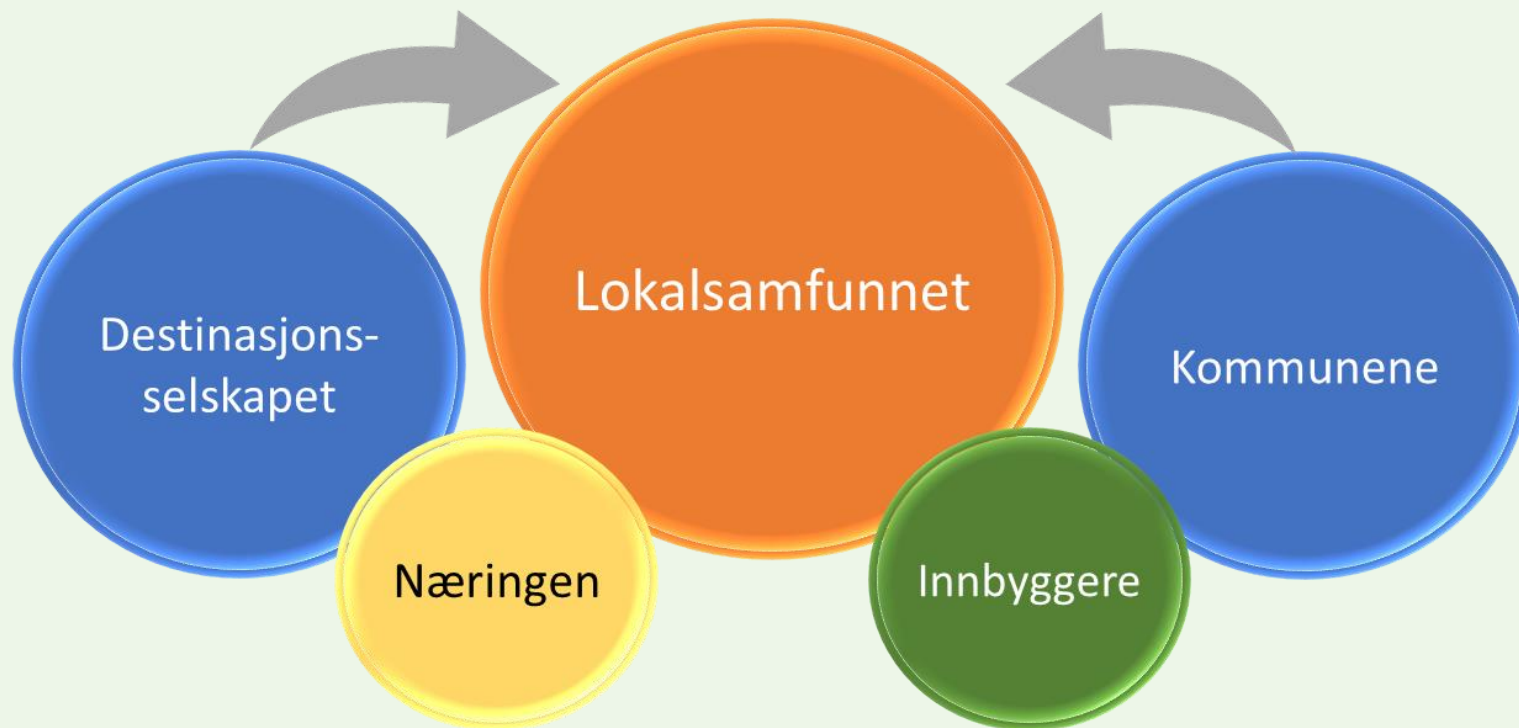 Lokalsamfunnet
Destinasjons-
selskapet
Kommunene
Næringen
Innbyggere